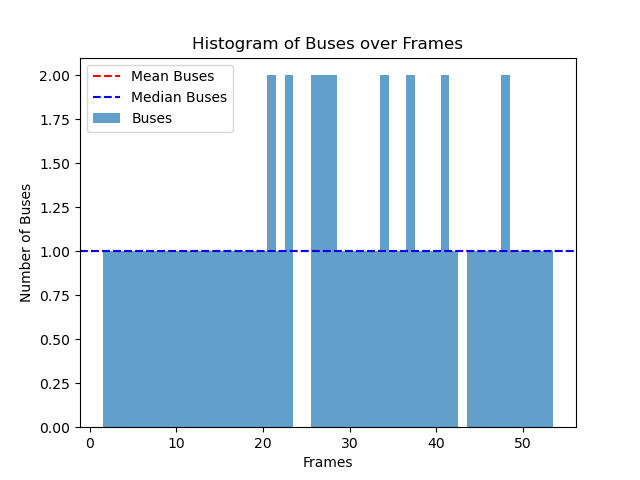 Histogram of Buses over Frames
Mean Buses
Median Buses
Buses
Number of Buses
2.00
1.75
1.50
1.25
1.00
0.75
0.50
0.25
0.00
0 10 20 30 40 50
Frames